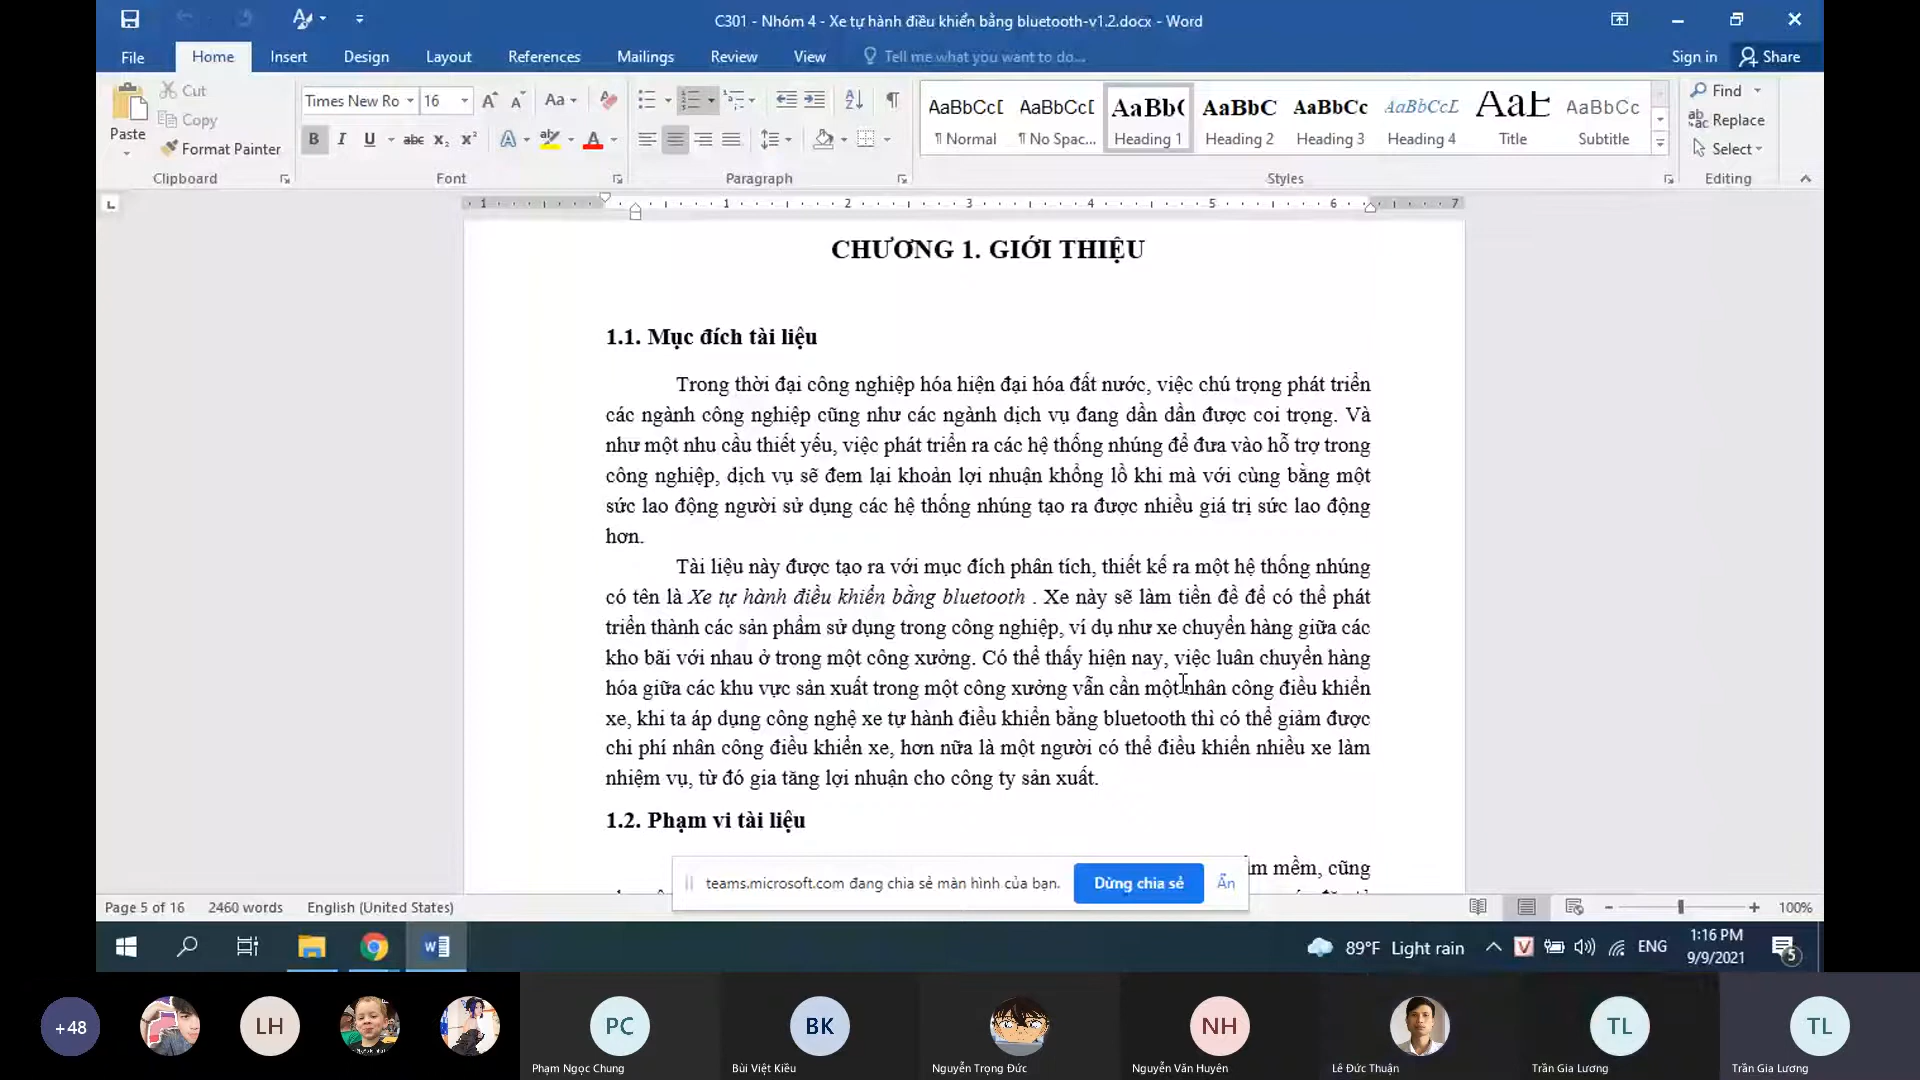 C301 - Nhóm 4 - Xe tự hành điều khiển bằng bluetooth-v1.2.docx - Word
File Home Insert Design Layout References Mailings Review View Tell me what you want to do... Sign in Share
Paste Cut Copy Format Painter Clipboard
Times New Ro 16 Font
Paragraph
AaBbCcD AaBbCcD AaBb( AaBbC AaBbCc AaBbCcD AaB AaBbCc
¶ Normal ¶ No Spac... Heading 1 Heading 2 Heading 3 Heading 4 Title Subtitle
Styles
Find Replace Select Editing
1 1 2 3 4 5 6 7
CHƯƠNG 1. GIỚI THIỆU
1.1. Mục đích tài liệu
Trong thời đại công nghiệp hóa hiện đại hóa đất nước, việc chú trọng phát triển
các ngành công nghiệp cũng như các ngành dịch vụ đang dần dần được coi trọng. Và
như một nhu cầu thiết yếu, việc phát triển ra các hệ thống nhúng để đưa vào hỗ trợ trong
công nghiệp, dịch vụ sẽ đem lại khoản lợi nhuận khổng lồ khi mà với cùng bằng một
sức lao động người sử dụng các hệ thống nhúng tạo ra được nhiều giá trị sức lao động
hơn.
Tài liệu này được tạo ra với mục đích phân tích, thiết kế ra một hệ thống nhúng
có tên là Xe tự hành điều khiển bằng bluetooth . Xe này sẽ làm tiền đề để có thể phát
triển thành các sản phẩm sử dụng trong công nghiệp, ví dụ như xe chuyển hàng giữa các
kho bãi với nhau ở trong một công xưởng. Có thể thấy hiện nay, việc luân chuyển hàng
hóa giữa các khu vực sản xuất trong một công xưởng vẫn cần một nhân công điều khiển
xe, khi ta áp dụng công nghệ xe tự hành điều khiển bằng bluetooth thì có thể giảm được
chi phí nhân công điều khiển xe, hơn nữa là một người có thể điều khiển nhiều xe làm
nhiệm vụ, từ đó gia tăng lợi nhuận cho công ty sản xuất.
1.2. Phạm vi tài liệu
mềm, cũng
teams.microsoft.com đang chia sẻ màn hình của bạn. Dừng chia sẻ Ẩn
Page 5 of 16 2460 words English (United States) 100%
89°F Light rain ENG 1:16 PM 9/9/2021 5
+48 LH PC BK NH TL TL
Phạm Ngọc Chung Bùi Việt Kiều Nguyễn Trọng Đức Nguyễn Văn Huyên Lê Đức Thuận Trần Gia Lương Trần Gia Lương